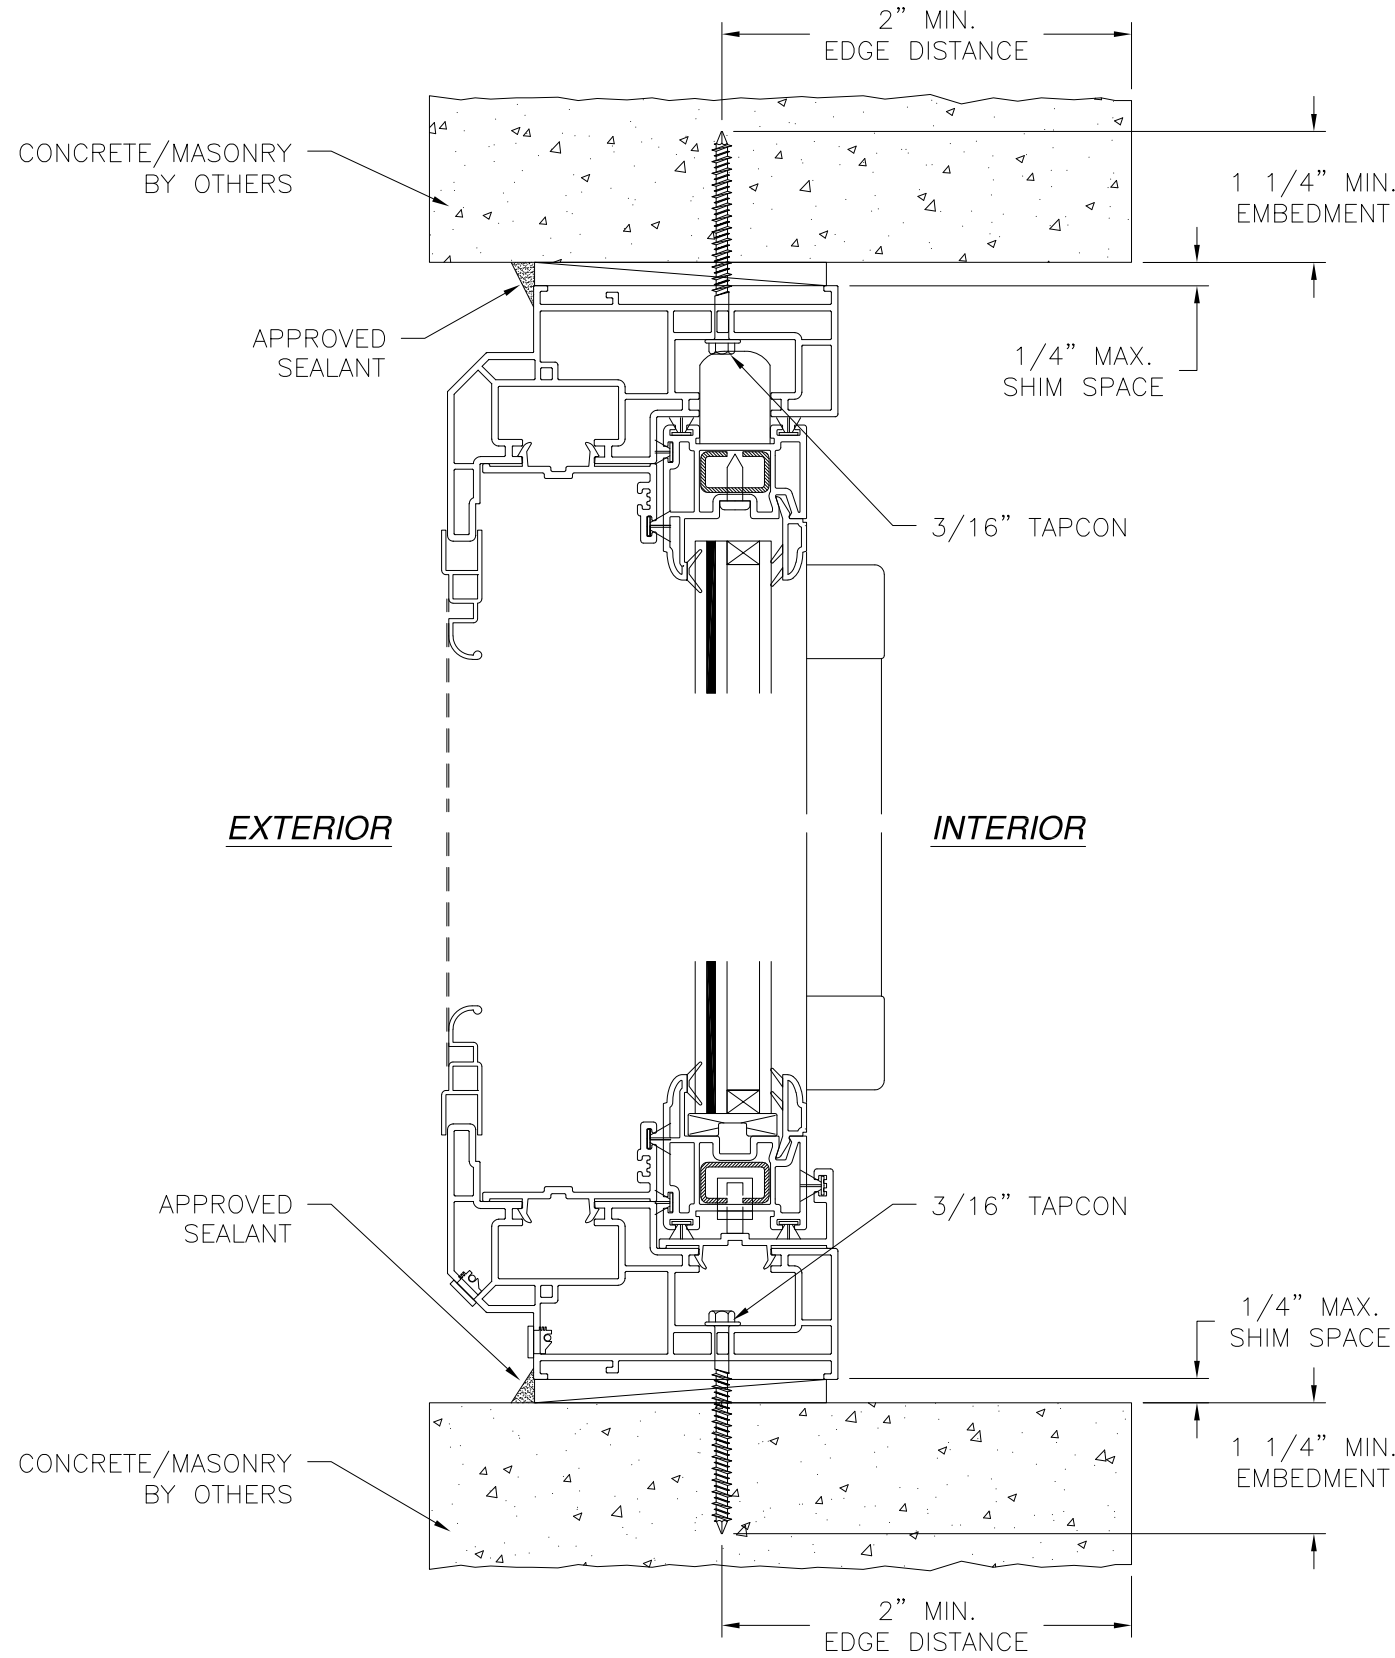 2” MIN.
EDGE DISTANCE
CONCRETE/MASONRY
BY OTHERS
1 1/4” MIN.
EMBEDMENT
APPROVED
SEALANT
1/4” MAX.
SHIM SPACE
3/16” TAPCON
EXTERIOR
INTERIOR
APPROVED
SEALANT
3/16” TAPCON
1/4” MAX.
SHIM SPACE
CONCRETE/MASONRY
BY OTHERS
1 1/4” MIN.
EMBEDMENT
2” MIN.
EDGE DISTANCE